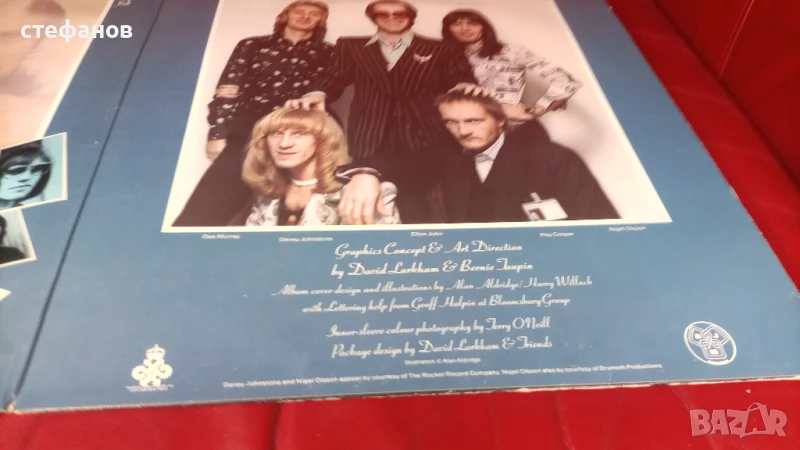 стефанов
Dee Murray Davey Johnstone Elton John Ray Cooper Nigel Olsson
Graphics Concept & Art Direction
by David Larkham & Bernie Taupin
Album cover design and illustrations by Alan Aldridge/Harry Willock
with Lettering help from Geoff Halpin at Bloomsbury Group
Inner-sleeve colour photography by Terry O'Neill
Package design by David Larkham & Friends
Illustration © Alan Aldridge
Davey Johnstone and Nigel Olsson appear by courtesy of The Rocket Record Company, Nigel Olsson also by courtesy of Drumork Productions.
BAZAR